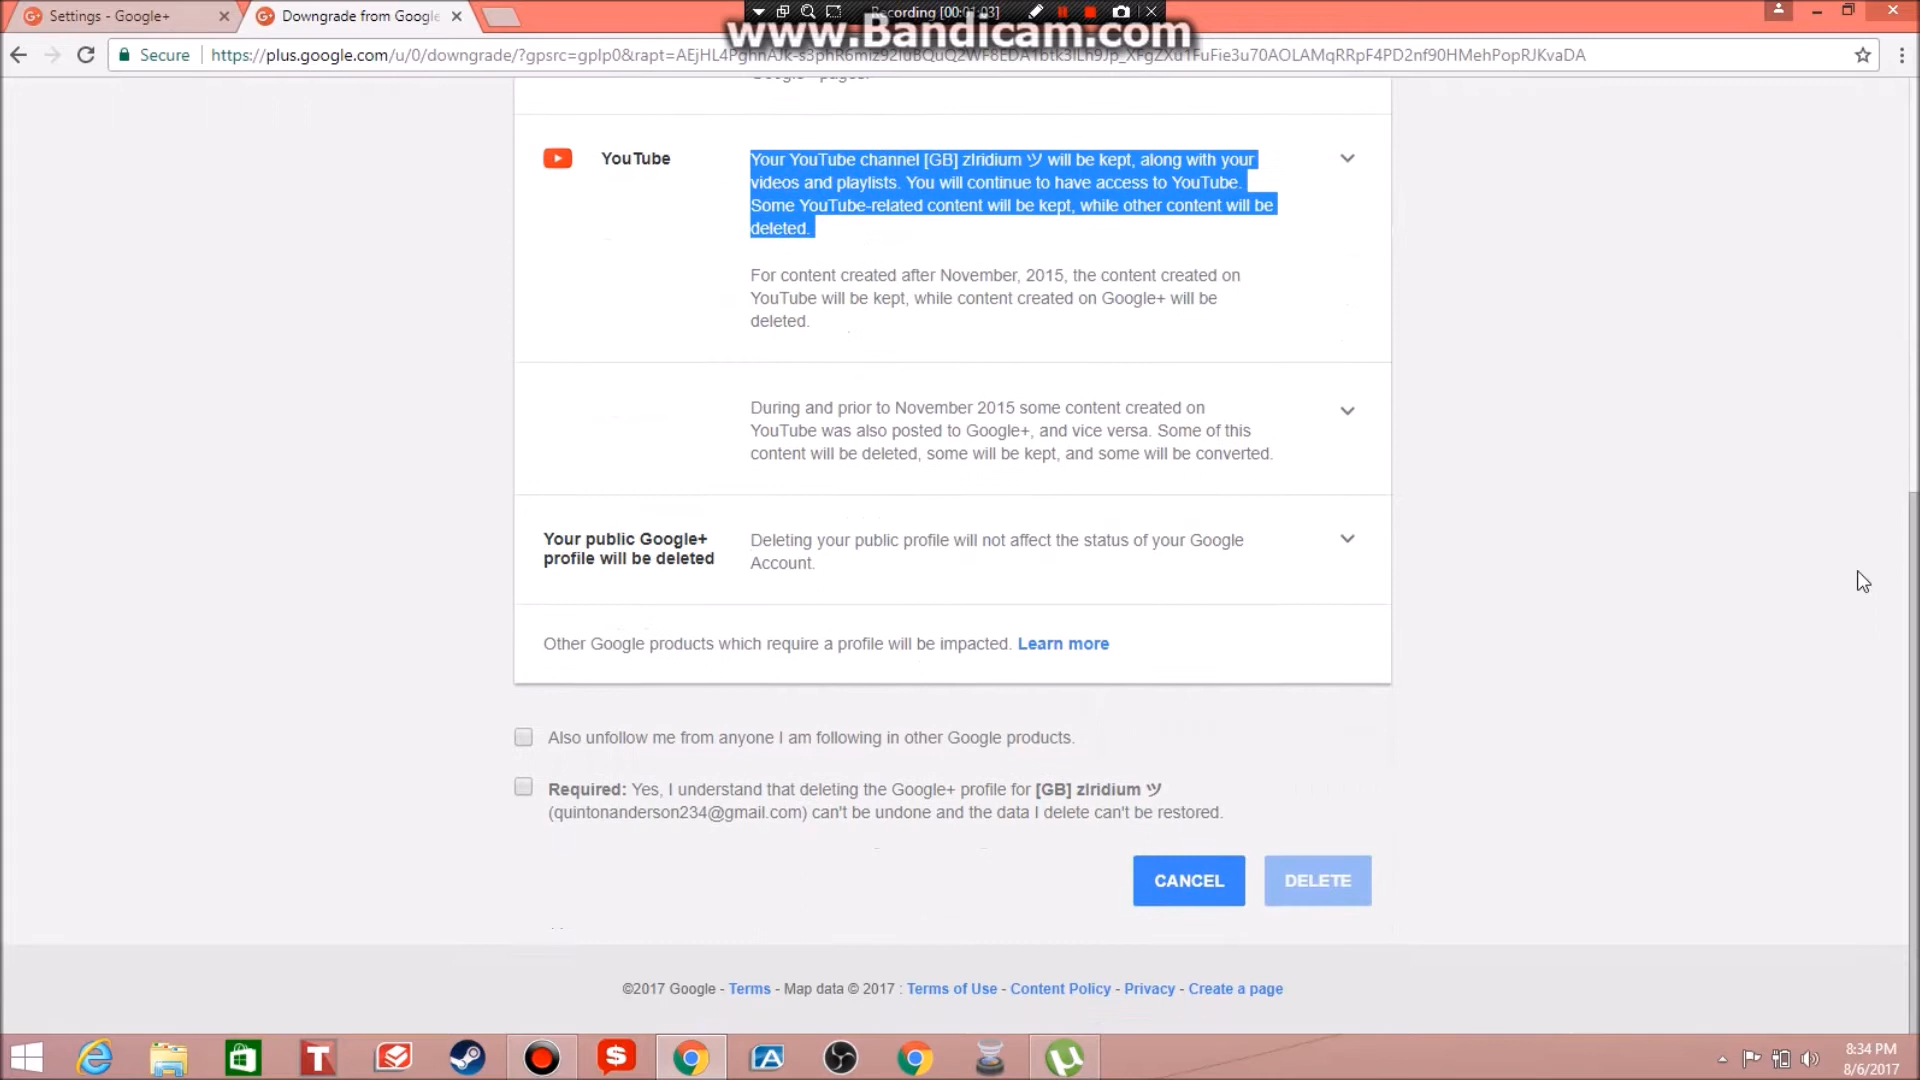 Settings - Google+
Downgrade from Google
Recording [00:01:03]
www.Bandicam.com
Secure
Google+ pages.
YouTube
Your YouTube channel [GB] zIridium ツ will be kept, along with your
videos and playlists. You will continue to have access to YouTube.
Some YouTube-related content will be kept, while other content will be
deleted.
For content created after November, 2015, the content created on
YouTube will be kept, while content created on Google+ will be
deleted.
During and prior to November 2015 some content created on
YouTube was also posted to Google+, and vice versa. Some of this
content will be deleted, some will be kept, and some will be converted.
Your public Google+
profile will be deleted
Deleting your public profile will not affect the status of your Google
Account.
Other Google products which require a profile will be impacted. Learn more
Also unfollow me from anyone I am following in other Google products.
Required: Yes, I understand that deleting the Google+ profile for [GB] zIridium ツ
(quintonanderson234@gmail.com) can't be undone and the data I delete can't be restored.
CANCEL
DELETE
©2017 Google - Terms - Map data © 2017 : Terms of Use - Content Policy - Privacy - Create a page
8:34 PM
8/6/2017